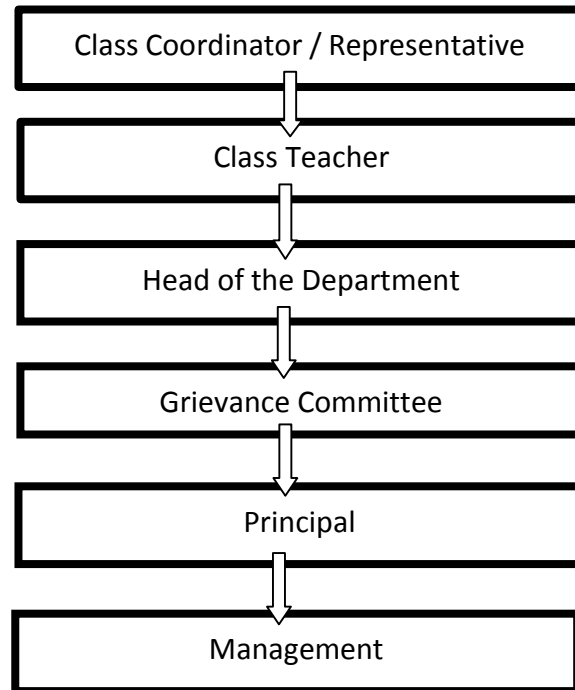 Class Coordinator / Representative
Class Teacher
Head of the Department
Grievance Committee
Principal
Management